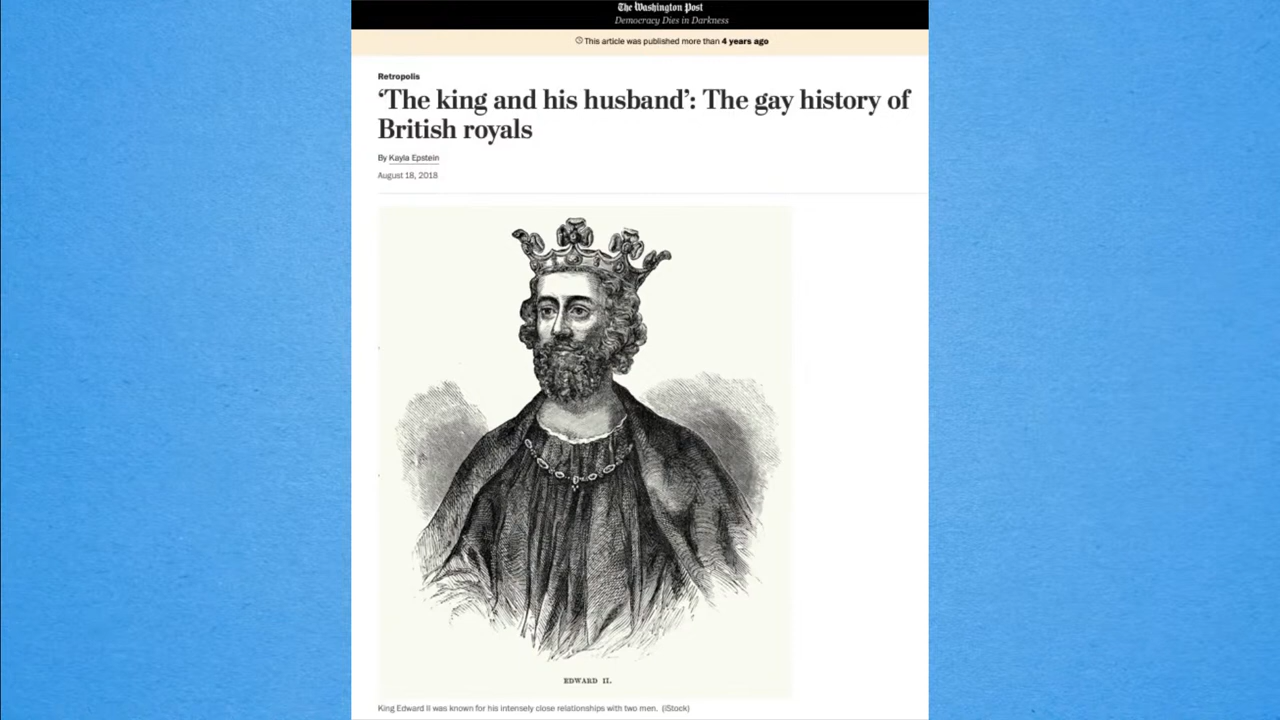 The Washington Post
Democracy Dies in Darkness
This article was published more than 4 years ago
Retropolis
‘The king and his husband’: The gay history of
British royals
By Kayla Epstein
August 18, 2018
EDWARD II.
King Edward II was known for his intensely close relationships with two men. (iStock)